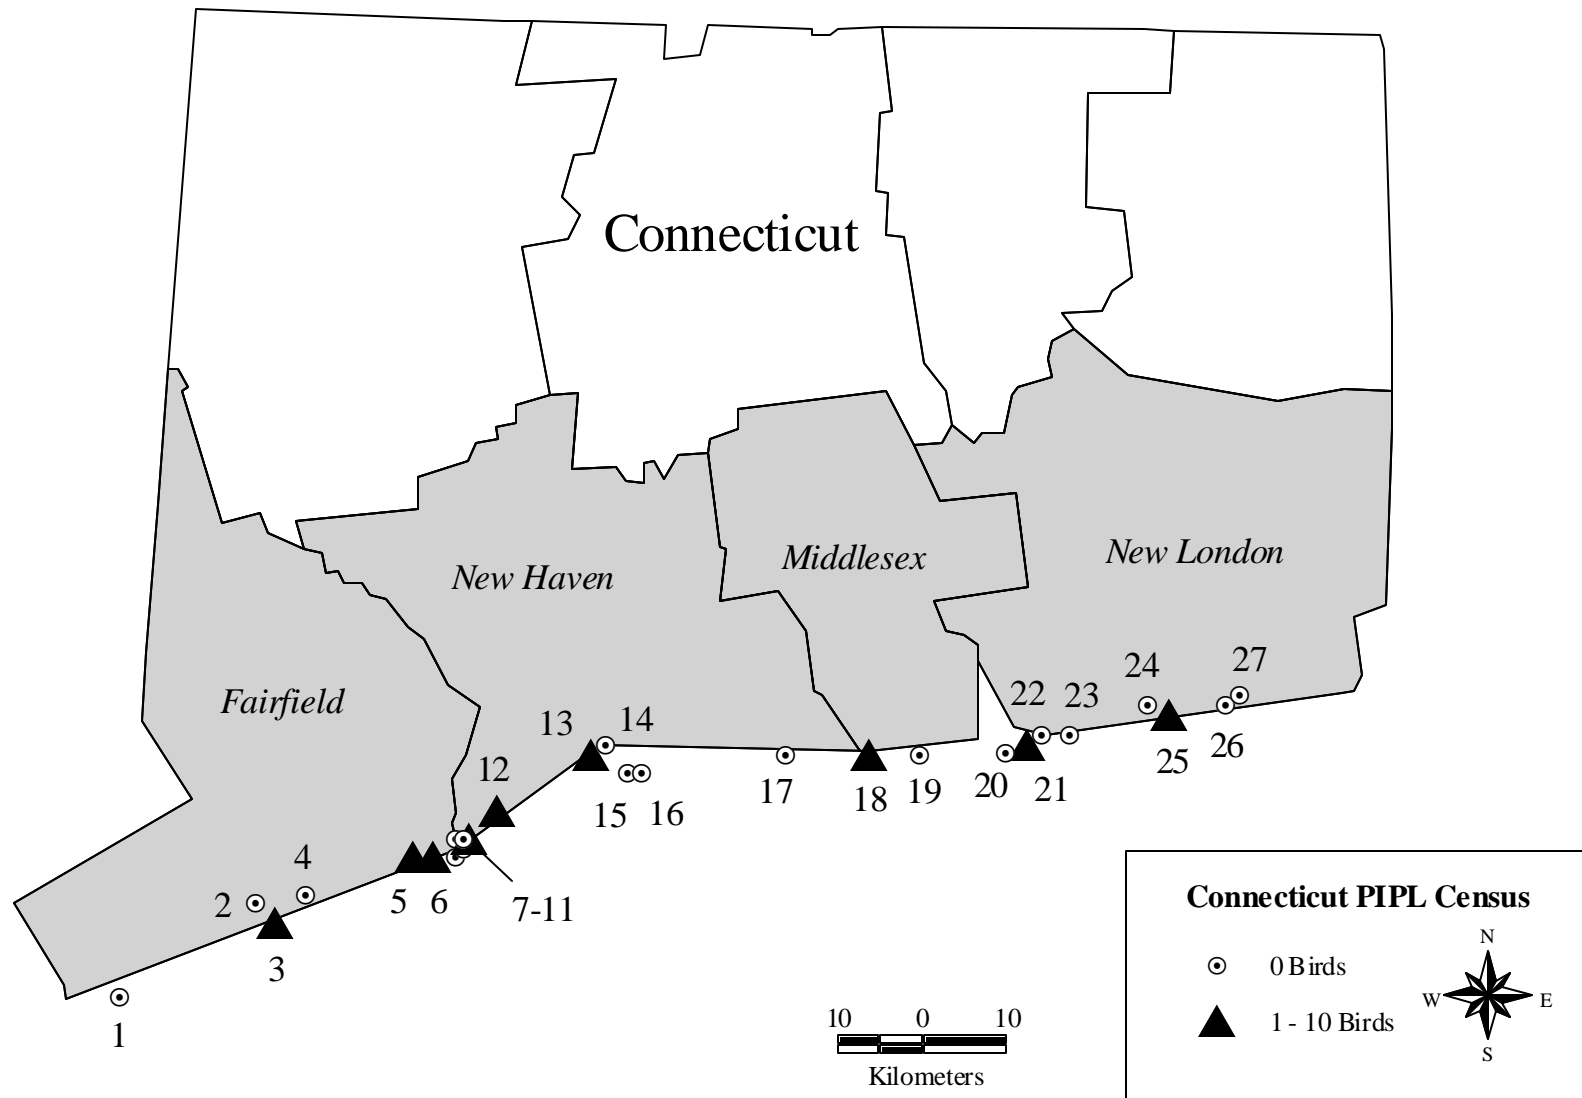 Connecticut
Middlesex
New London
New Haven
Fairfield
27
24
22
23
13
14
12
25
26
20
21
15
16
17
18
19
4
2
5
6
7-11
3
1
Connecticut PIPL Census
0 Birds
1 - 10 Birds
N
W
E
S
10
0
10
Kilometers